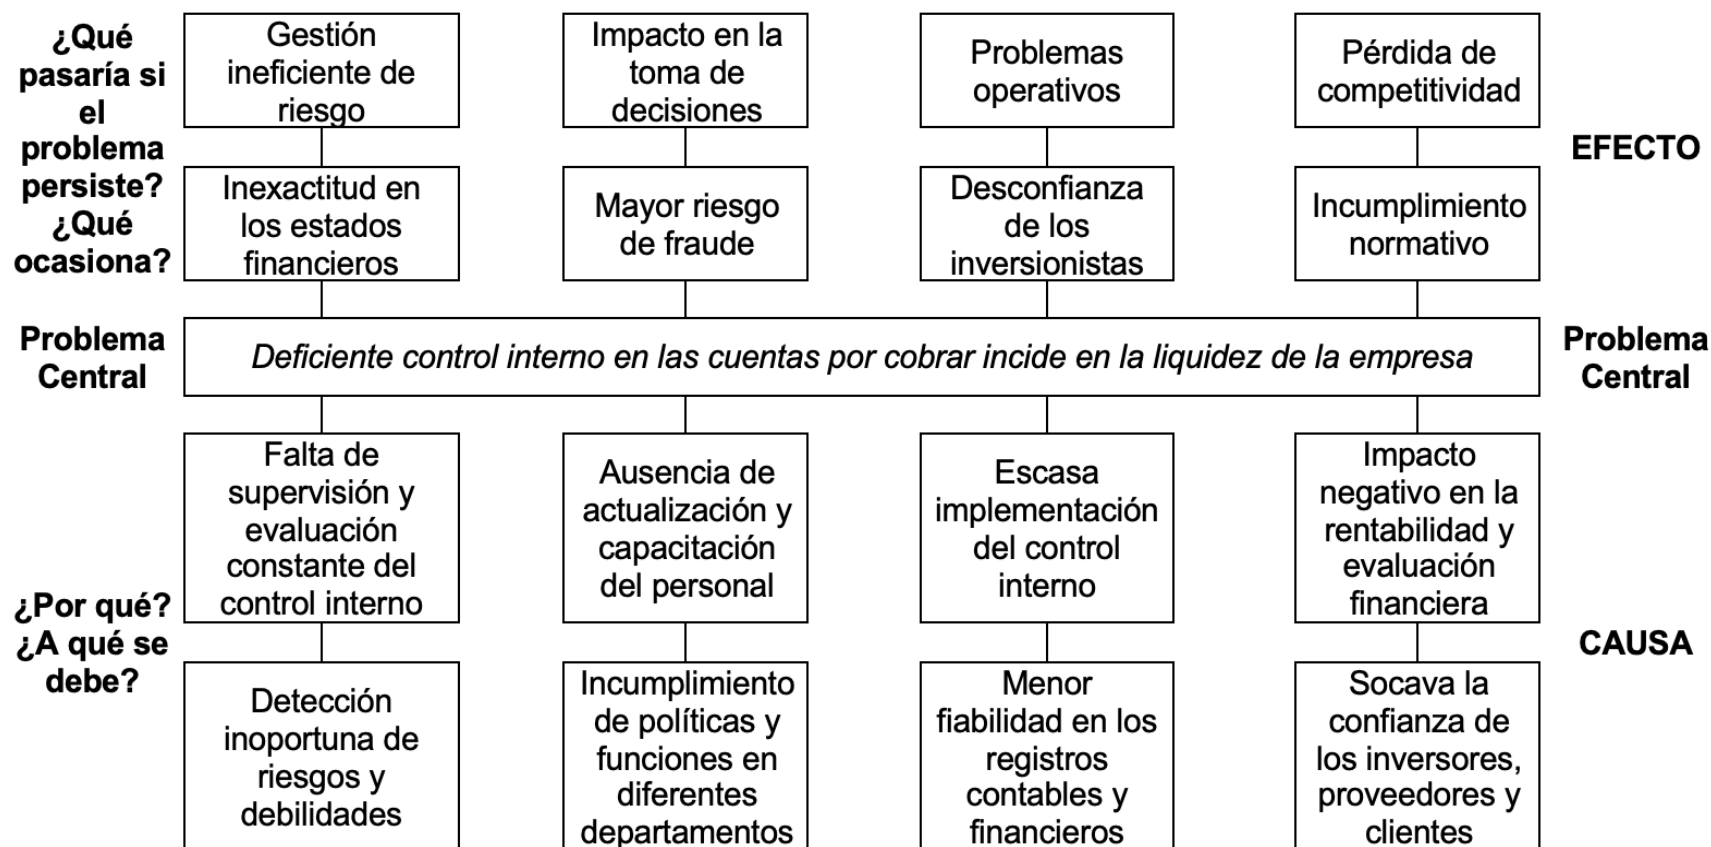 ¿Qué
pasaría si
el
problema
persiste?
¿Qué
ocasiona?
Gestión
ineficiente de
riesgo
Impacto en la
toma de
decisiones
Problemas
operativos
Pérdida de
competitividad
EFECTO
Inexactitud en
los estados
financieros
Mayor riesgo
de fraude
Desconfianza
de los
inversionistas
Incumplimiento
normativo
Problema
Central
Deficiente control interno en las cuentas por cobrar incide en la liquidez de la empresa
Problema
Central
¿Por qué?
¿A qué se
debe?
Falta de
supervisión y
evaluación
constante del
control interno
Ausencia de
actualización y
capacitación
del personal
Escasa
implementación
del control
interno
Impacto
negativo en la
rentabilidad y
evaluación
financiera
CAUSA
Detección
inoportuna de
riesgos y
debilidades
Incumplimiento
de políticas y
funciones en
diferentes
departamentos
Menor
fiabilidad en los
registros
contables y
financieros
Socava la
confianza de
los inversores,
proveedores y
clientes